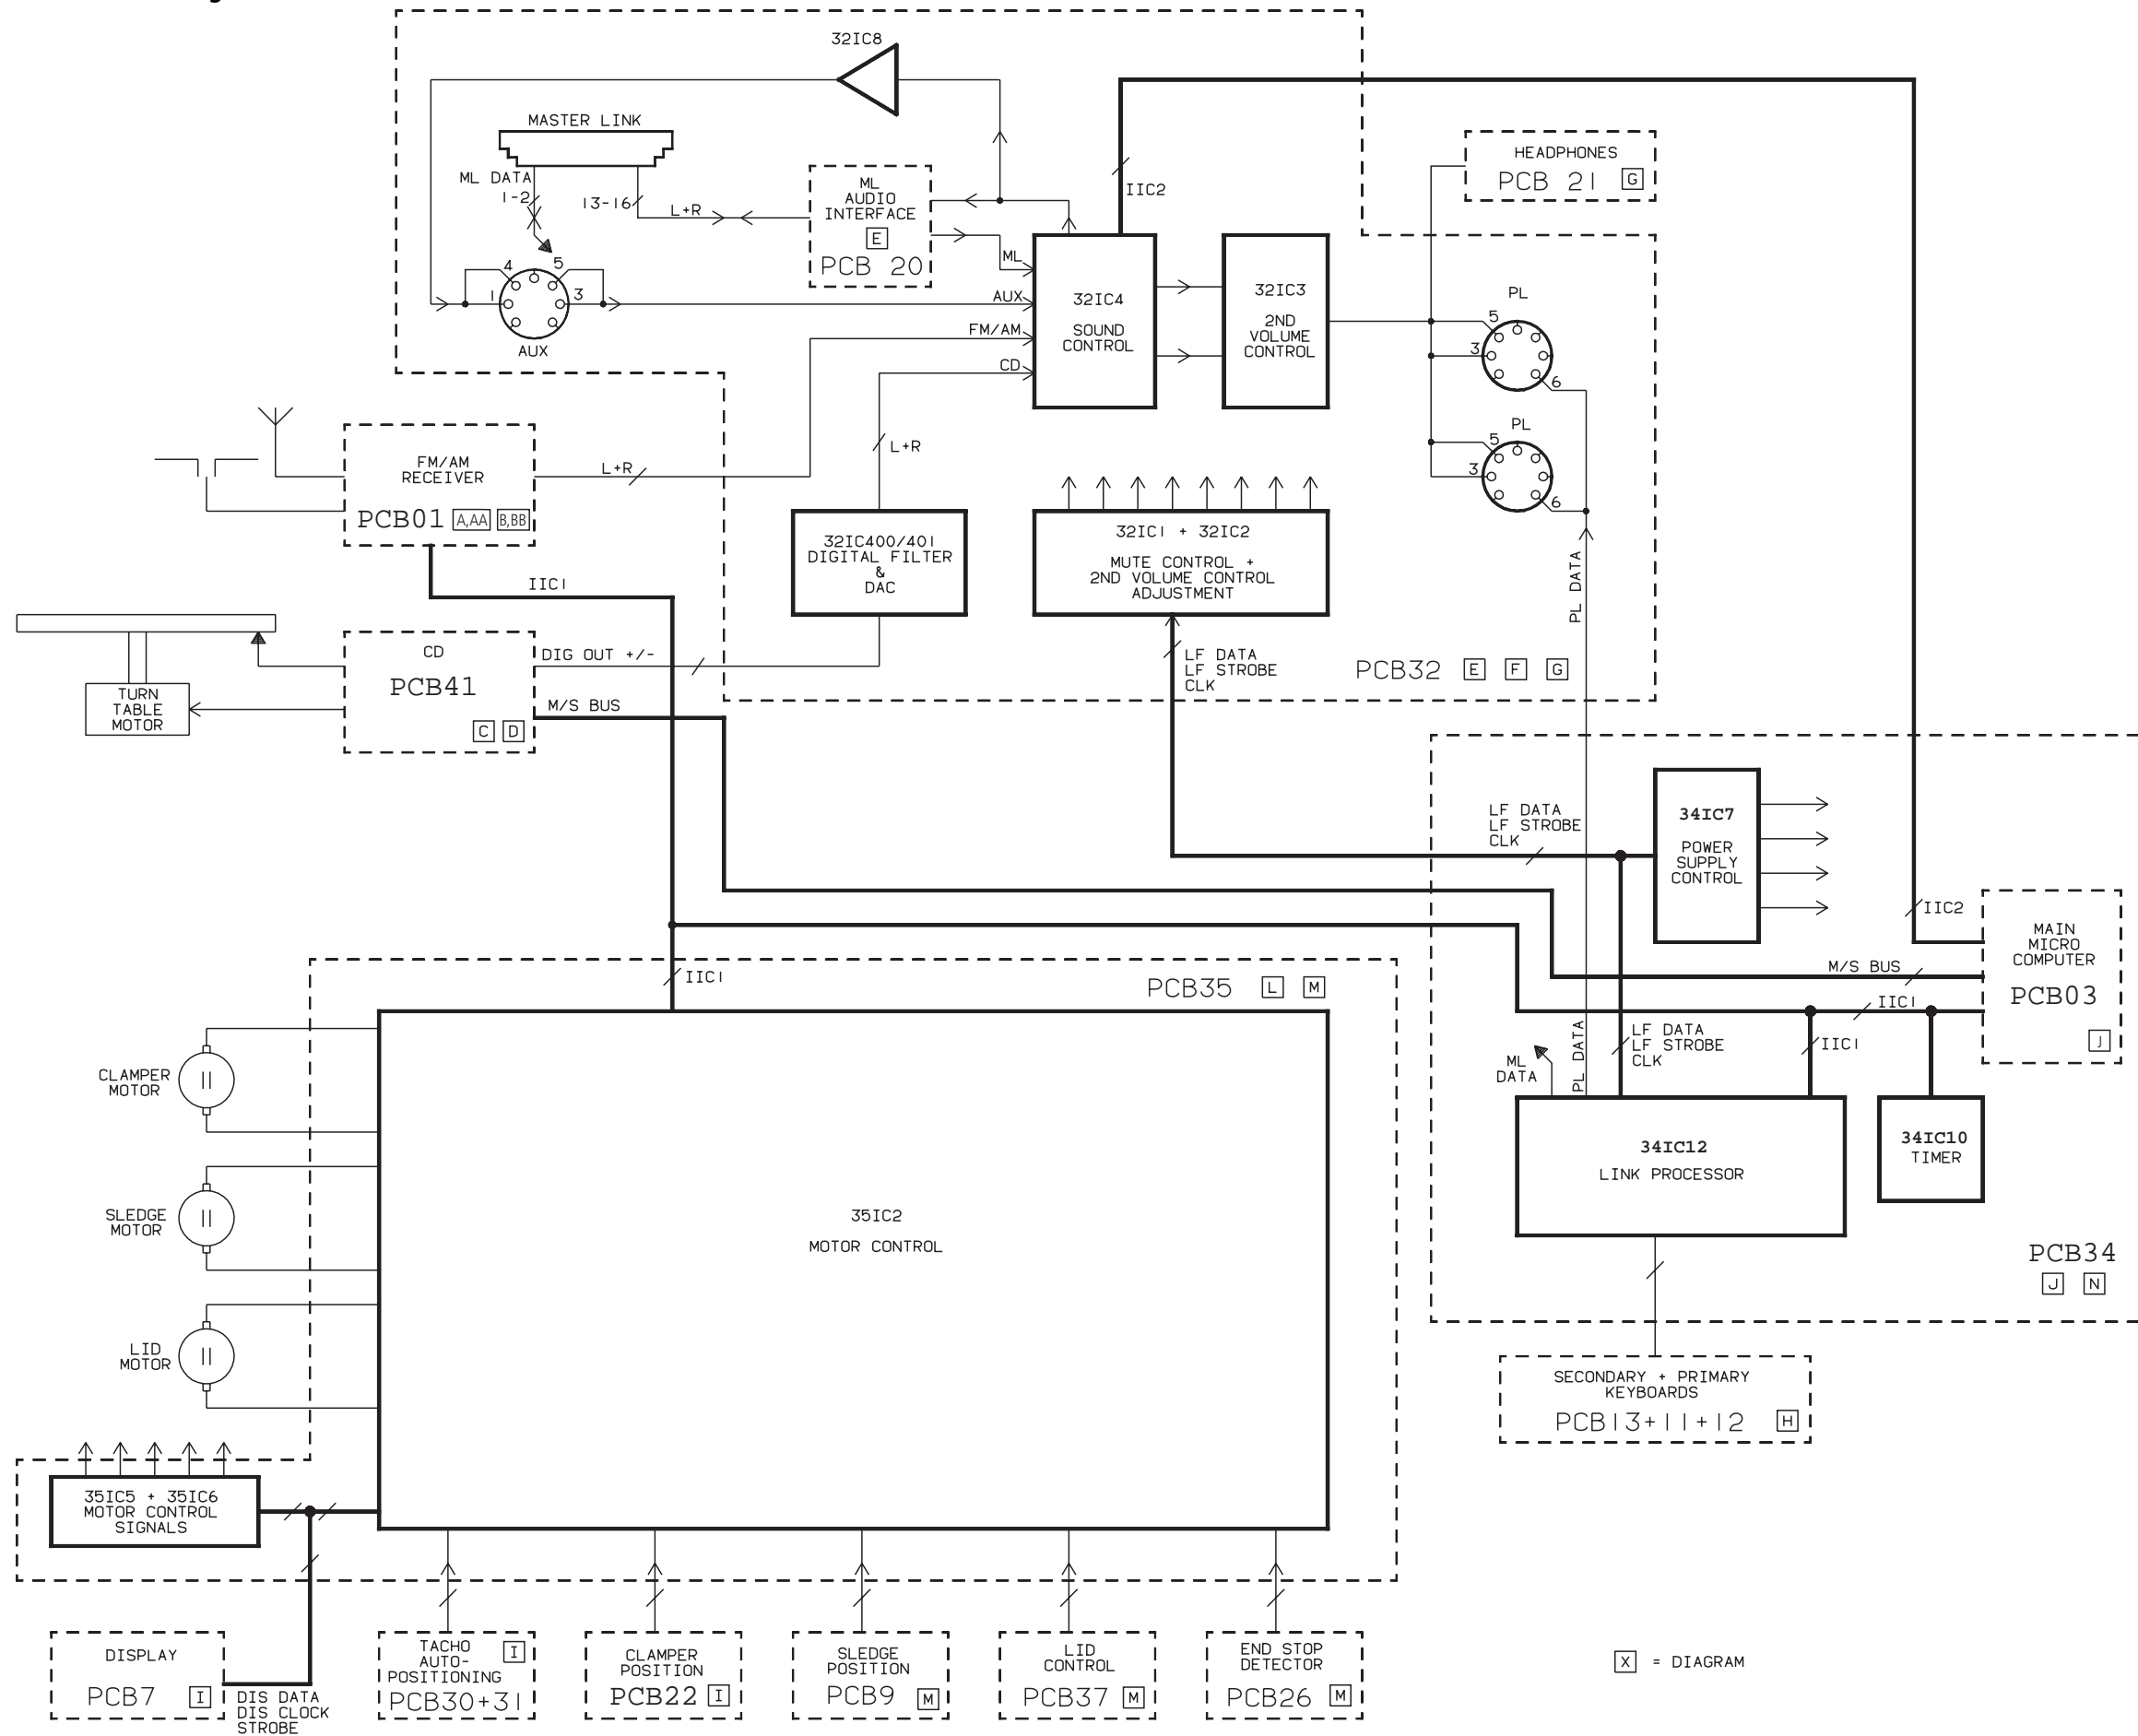 32IC8
MASTER LINK
ML DATA
1-2
13-16
L+R
ML
AUDIO
INTERFACE
E
PCB 20
IIC2
HEADPHONES
PCB 21 G
4 5
1 3
AUX
ML
AUX
FM/AM
CD
32IC4
SOUND
CONTROL
32IC3
2ND
VOLUME
CONTROL
PL
5
3
6
PL
5
3
6
FM/AM
RECEIVER
PCB01 A,AA B,BB
L+R
L+R
32IC400/401
DIGITAL FILTER
&
DAC
32IC1 + 32IC2
MUTE CONTROL +
2ND VOLUME CONTROL
ADJUSTMENT
PL DATA
IIC1
CD
PCB41
C D
DIG OUT +/-
M/S BUS
TURN
TABLE
MOTOR
LF DATA
LF STROBE
CLK
PCB32 E F G
LF DATA
LF STROBE
CLK
34IC7
POWER
SUPPLY
CONTROL
IIC2
MAIN
MICRO
COMPUTER
PCB03
J
M/S BUS
IIC1
IIC1
PCB35 L M
IIC1
ML
DATA
PL DATA
LF DATA
LF STROBE
CLK
34IC12
LINK PROCESSOR
34IC10
TIMER
PCB34
J N
CLAMPER
MOTOR
SLEDGE
MOTOR
LID
MOTOR
35IC2
MOTOR CONTROL
SECONDARY + PRIMARY
KEYBOARDS
PCB13+11+12 H
35IC5 + 35IC6
MOTOR CONTROL
SIGNALS
DISPLAY
PCB7 I
DIS DATA
DIS CLOCK
STROBE
TACHO I
AUTO-
POSITIONING
PCB30+31
CLAMPER
POSITION
PCB22 I
SLEDGE
POSITION
PCB9 M
LID
CONTROL
PCB37 M
END STOP
DETECTOR
PCB26 M
X = DIAGRAM